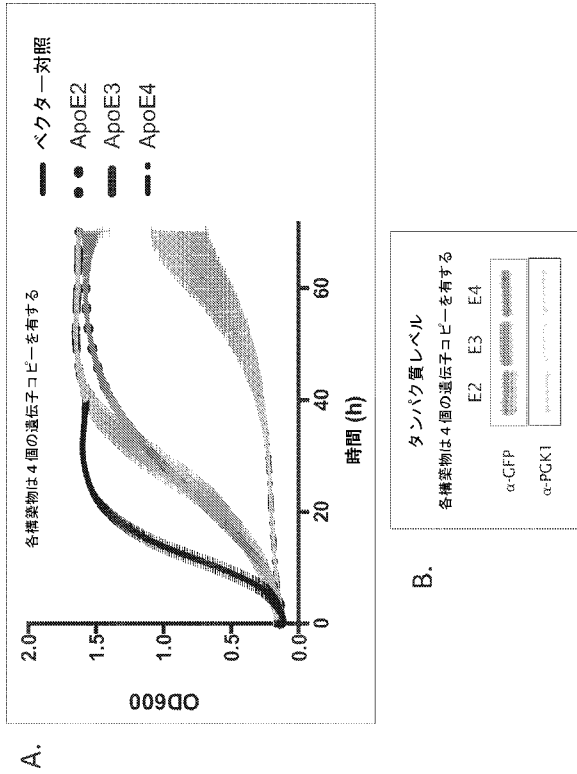 A.
各構築物は4個の遺伝子コピーを有する
2.0
1.5
1.0
0.5
0.0
OD600
0 20 40 60
時間 (h)
ベクター対照
ApoE2
ApoE3
ApoE4
B.
タンパク質レベル
各構築物は4個の遺伝子コピーを有する
E2 E3 E4
α-GFP
α-PGK1